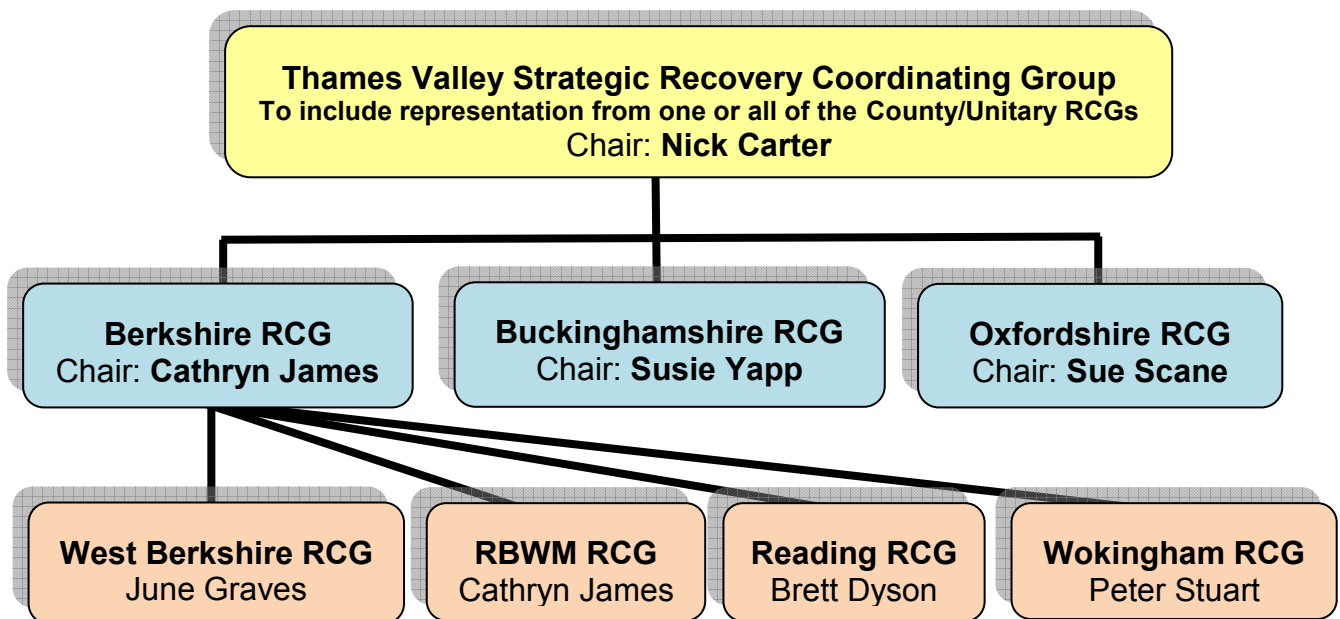 Thames Valley Strategic Recovery Coordinating Group
To include representation from one or all of the County/Unitary RCGs
Chair: Nick Carter
Berkshire RCG
Chair: Cathryn James
Buckinghamshire RCG
Chair: Susie Yapp
Oxfordshire RCG
Chair: Sue Scane
West Berkshire RCG
June Graves
RBWM RCG
Cathryn James
Reading RCG
Brett Dyson
Wokingham RCG
Peter Stuart